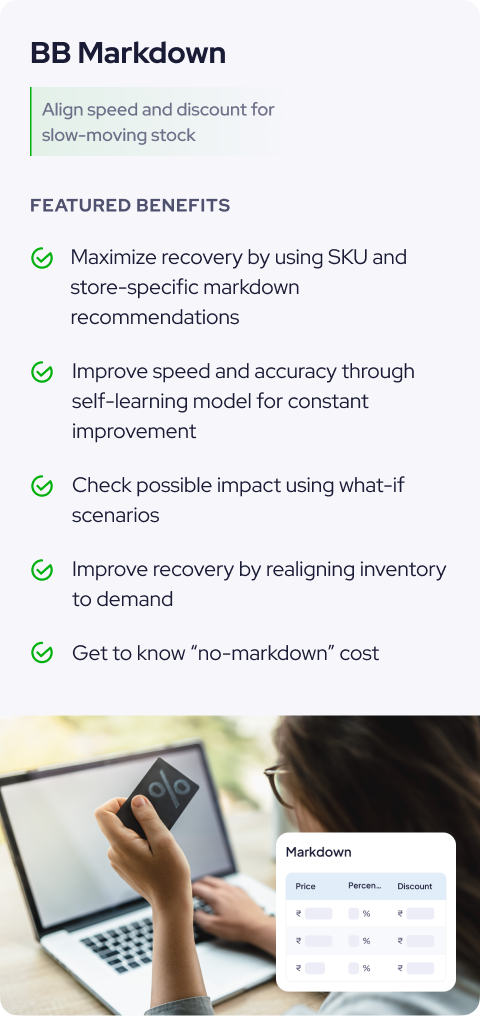 BB Markdown
Align speed and discount for
slow-moving stock
FEATURED BENEFITS
Maximize recovery by using SKU and
store-specific markdown
recommendations
Improve speed and accuracy through
self-learning model for constant
improvement
Check possible impact using what-if
scenarios
Improve recovery by realigning inventory
to demand
Get to know “no-markdown” cost
%
Markdown
Price Percen... Discount
₹ % ₹
₹ % ₹
₹ % ₹